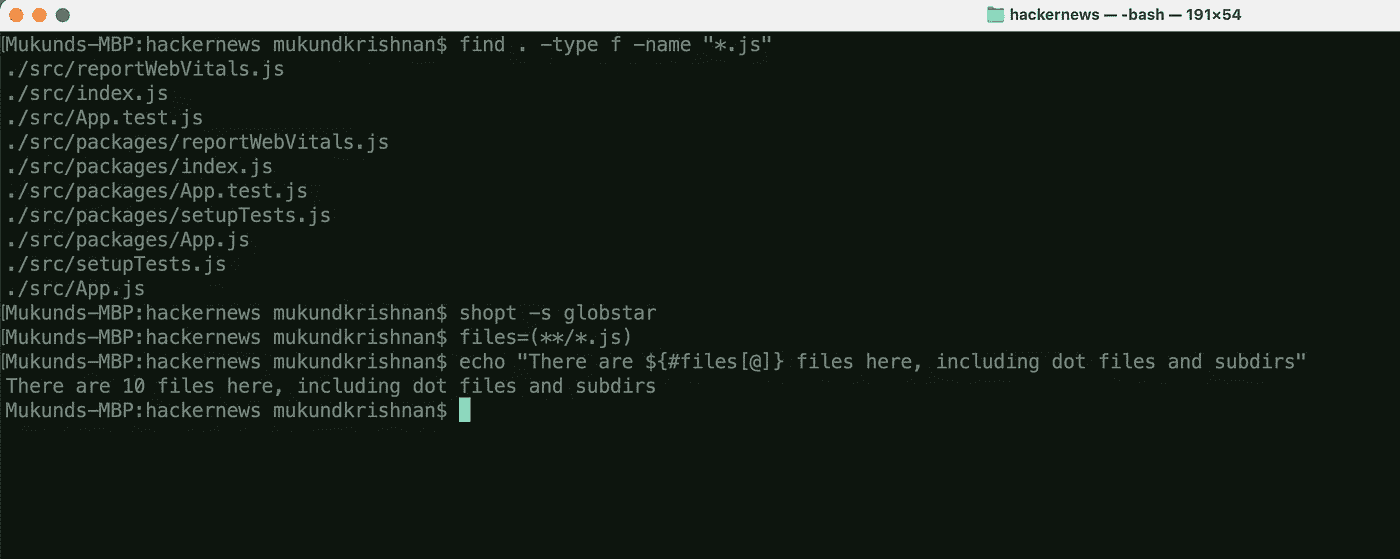 hackernews — -bash — 191×54
[Mukunds-MBP:hackernews mukundkrishnan$ find . -type f -name "*.js"
./src/reportWebVitals.js
./src/index.js
./src/App.test.js
./src/packages/reportWebVitals.js
./src/packages/index.js
./src/packages/App.test.js
./src/packages/setupTests.js
./src/packages/App.js
./src/setupTests.js
./src/App.js
[Mukunds-MBP:hackernews mukundkrishnan$ shopt -s globstar
[Mukunds-MBP:hackernews mukundkrishnan$ files=(**/*.js)
[Mukunds-MBP:hackernews mukundkrishnan$ echo "There are ${#files[@]} files here, including dot files and subdirs"
There are 10 files here, including dot files and subdirs
Mukunds-MBP:hackernews mukundkrishnan$